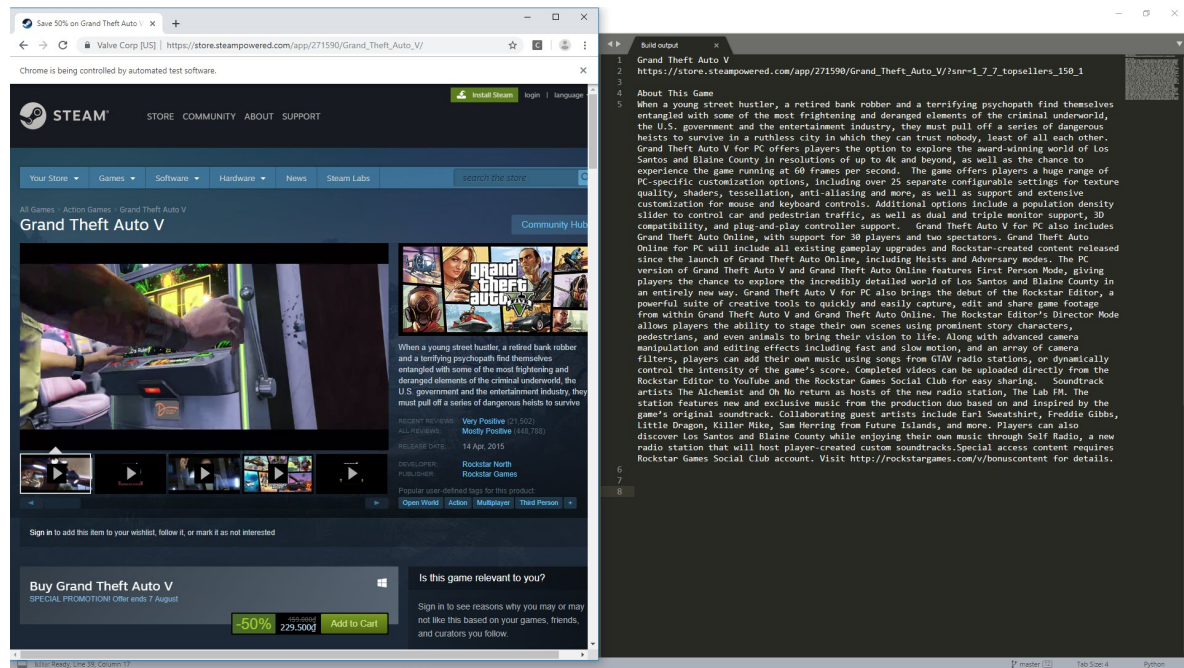 Save 50% on Grand Theft Auto V
Valve Corp [US] | https://store.steampowered.com/app/271590/Grand_Theft_Auto_V/
Chrome is being controlled by automated test software.
Install Steam login | language
STEAM
STORE COMMUNITY ABOUT SUPPORT
Your Store Games Software Hardware News Steam Labs search the store
All Games > Action Games > Grand Theft Auto V
Grand Theft Auto V
Community Hub
grand theft auto V
When a young street hustler, a retired bank robber
and a terrifying psychopath find themselves
entangled with some of the most frightening and
deranged elements of the criminal underworld, the
U.S. government and the entertainment industry, they
must pull off a series of dangerous heists to survive
RECENT REVIEWS: Very Positive (21,502)
ALL REVIEWS: Mostly Positive (448,788)
RELEASE DATE: 14 Apr, 2015
DEVELOPER: Rockstar North
PUBLISHER: Rockstar Games
Popular user-defined tags for this product:
Open World Action Multiplayer Third Person +
Sign in to add this item to your wishlist, follow it, or mark it as not interested
Buy Grand Theft Auto V
SPECIAL PROMOTION! Offer ends 7 August
-50% 459.000₫ 229.500₫ Add to Cart
Is this game relevant to you?
Sign in to see reasons why you may or may
not like this based on your games, friends,
and curators you follow.
Build output
1 Grand Theft Auto V
2 https://store.steampowered.com/app/271590/Grand_Theft_Auto_V/?snr=1_7_7_topsellers_150_1
3
4 About This Game
5 When a young street hustler, a retired bank robber and a terrifying psychopath find themselves
entangled with some of the most frightening and deranged elements of the criminal underworld,
the U.S. government and the entertainment industry, they must pull off a series of dangerous
heists to survive in a ruthless city in which they can trust nobody, least of all each other.
Grand Theft Auto V for PC offers players the option to explore the award-winning world of Los
Santos and Blaine County in resolutions of up to 4k and beyond, as well as the chance to
experience the game running at 60 frames per second.  The game offers players a huge range of
PC-specific customization options, including over 25 separate configurable settings for texture
quality, shaders, tessellation, anti-aliasing and more, as well as support and extensive
customization for mouse and keyboard controls. Additional options include a population density
slider to control car and pedestrian traffic, as well as dual and triple monitor support, 3D
compatibility, and plug-and-play controller support.   Grand Theft Auto V for PC also includes
Grand Theft Auto Online, with support for 30 players and two spectators. Grand Theft Auto
Online for PC will include all existing gameplay upgrades and Rockstar-created content released
since the launch of Grand Theft Auto Online, including Heists and Adversary modes. The PC
version of Grand Theft Auto V and Grand Theft Auto Online features First Person Mode, giving
players the chance to explore the incredibly detailed world of Los Santos and Blaine County in
an entirely new way. Grand Theft Auto V for PC also brings the debut of the Rockstar Editor, a
powerful suite of creative tools to quickly and easily capture, edit and share game footage
from within Grand Theft Auto V and Grand Theft Auto Online. The Rockstar Editor’s Director Mode
allows players the ability to stage their own scenes using prominent story characters,
pedestrians, and even animals to bring their vision to life. Along with advanced camera
manipulation and editing effects including fast and slow motion, and an array of camera
filters, players can add their own music using songs from GTAV radio stations, or dynamically
control the intensity of the game’s score. Completed videos can be uploaded directly from the
Rockstar Editor to YouTube and the Rockstar Games Social Club for easy sharing.   Soundtrack
artists The Alchemist and Oh No return as hosts of the new radio station, The Lab FM. The
station features new and exclusive music from the production duo based on and inspired by the
game’s original soundtrack. Collaborating guest artists include Earl Sweatshirt, Freddie Gibbs,
Little Dragon, Killer Mike, Sam Herring from Future Islands, and more. Players can also
discover Los Santos and Blaine County while enjoying their own music through Self Radio, a new
radio station that will host player-created custom soundtracks.Special access content requires
Rockstar Games Social Club account. Visit http://rockstargames.com/v/bonuscontent for details.
6
7
8
Ready, Line 39, Column 17
master 12 Tab Size: 4 Python